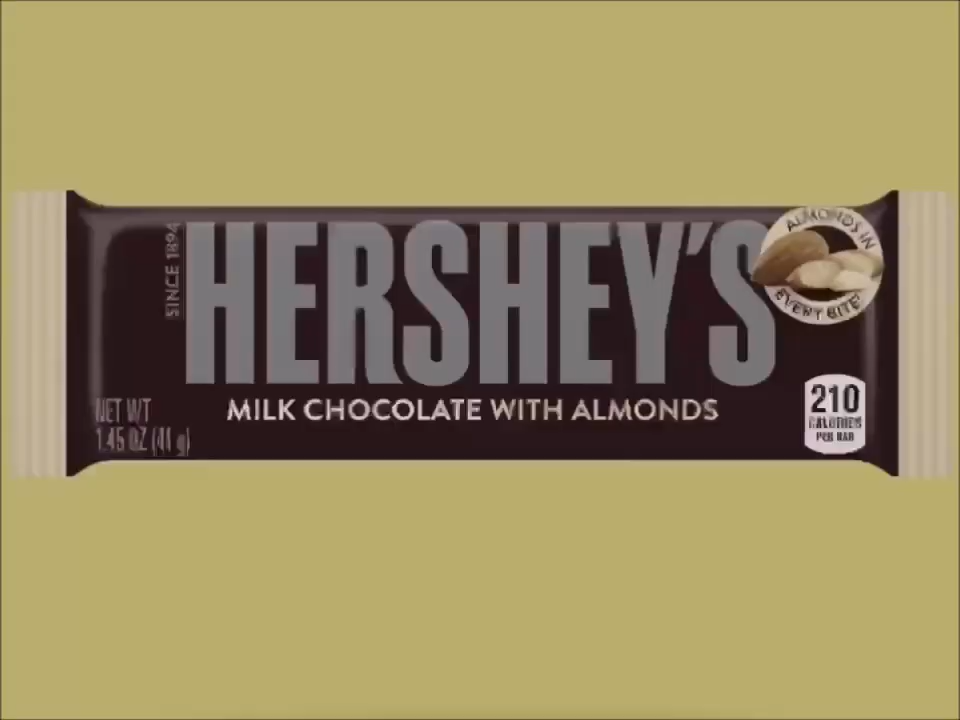 SINCE 1894
HERSHEY'S
ALMONDS IN
EVERY BITE!
MILK CHOCOLATE WITH ALMONDS
NET WT
1.45 OZ (41 g)
210
CALORIES
PER BAR